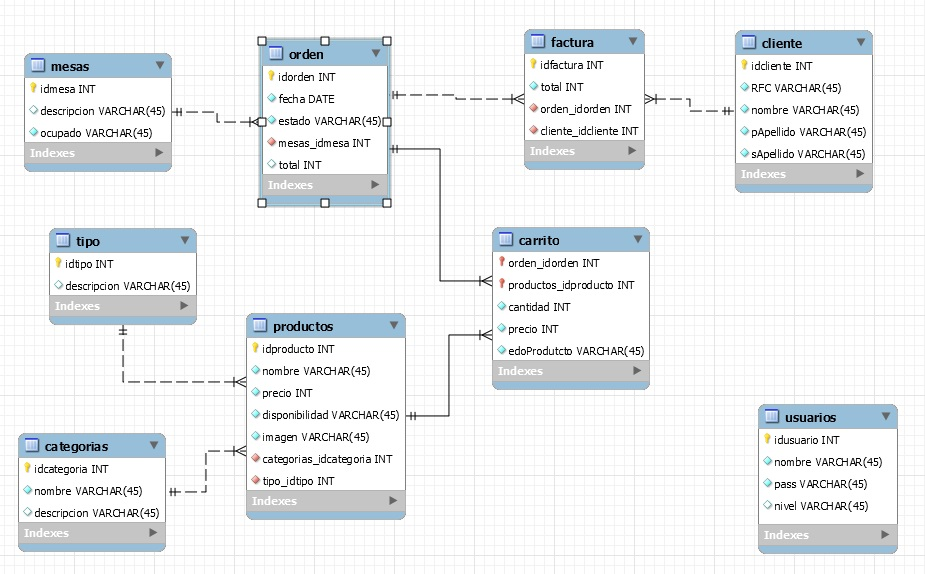 mesas
idmesa INT
descripcion VARCHAR(45)
ocupado VARCHAR(45)
Indexes
orden
idorden INT
fecha DATE
estado VARCHAR(45)
mesas_idmesa INT
total INT
Indexes
factura
idfactura INT
total INT
orden_idorden INT
cliente_idcliente INT
Indexes
cliente
idcliente INT
RFC VARCHAR(45)
nombre VARCHAR(45)
pApellido VARCHAR(45)
sApellido VARCHAR(45)
Indexes
tipo
idtipo INT
descripcion VARCHAR(45)
Indexes
carrito
orden_idorden INT
productos_idproducto INT
cantidad INT
precio INT
edoProdutcto VARCHAR(45)
Indexes
productos
idproducto INT
nombre VARCHAR(45)
precio INT
disponibilidad VARCHAR(45)
imagen VARCHAR(45)
categorias_idcategoria INT
tipo_idtipo INT
Indexes
categorias
idcategoria INT
nombre VARCHAR(45)
descripcion VARCHAR(45)
Indexes
usuarios
idusuario INT
nombre VARCHAR(45)
pass VARCHAR(45)
nivel VARCHAR(45)
Indexes